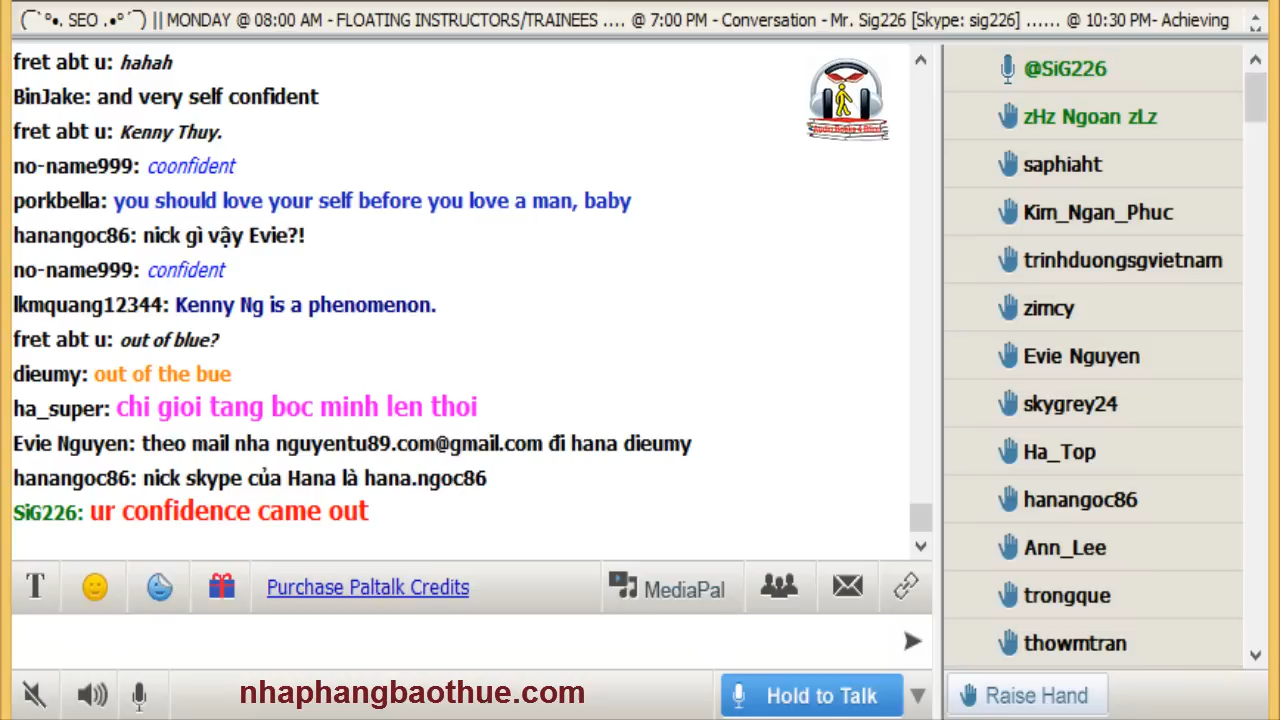 (¯`°•. SEO .•°´¯) || MONDAY @ 08:00 AM - FLOATING INSTRUCTORS/TRAINEES .... @ 7:00 PM - Conversation - Mr. Sig226 [Skype: sig226] ...... @ 10:30 PM- Achieving
fret abt u: hahah
BinJake: and very self confident
fret abt u: Kenny Thuy.
no-name999: coonfident
porkbella: you should love your self before you love a man, baby
hanangoc86: nick gì vậy Evie?!
no-name999: confident
lkmquang12344: Kenny Ng is a phenomenon.
fret abt u: out of blue?
dieumy: out of the bue
ha_super: chi gioi tang boc minh len thoi
Evie Nguyen: theo mail nha nguyentu89.com@gmail.com đi hana dieumy
hanangoc86: nick skype của Hana là hana.ngoc86
SiG226: ur confidence came out
T
Purchase Paltalk Credits
MediaPal
nhaphangbaothue.com
Hold to Talk
@SiG226
zHz Ngoan zLz
saphiaht
Kim_Ngan_Phuc
trinhduongsgvietnam
zimcy
Evie Nguyen
skygrey24
Ha_Top
hanangoc86
Ann_Lee
trongque
thowmtran
Raise Hand